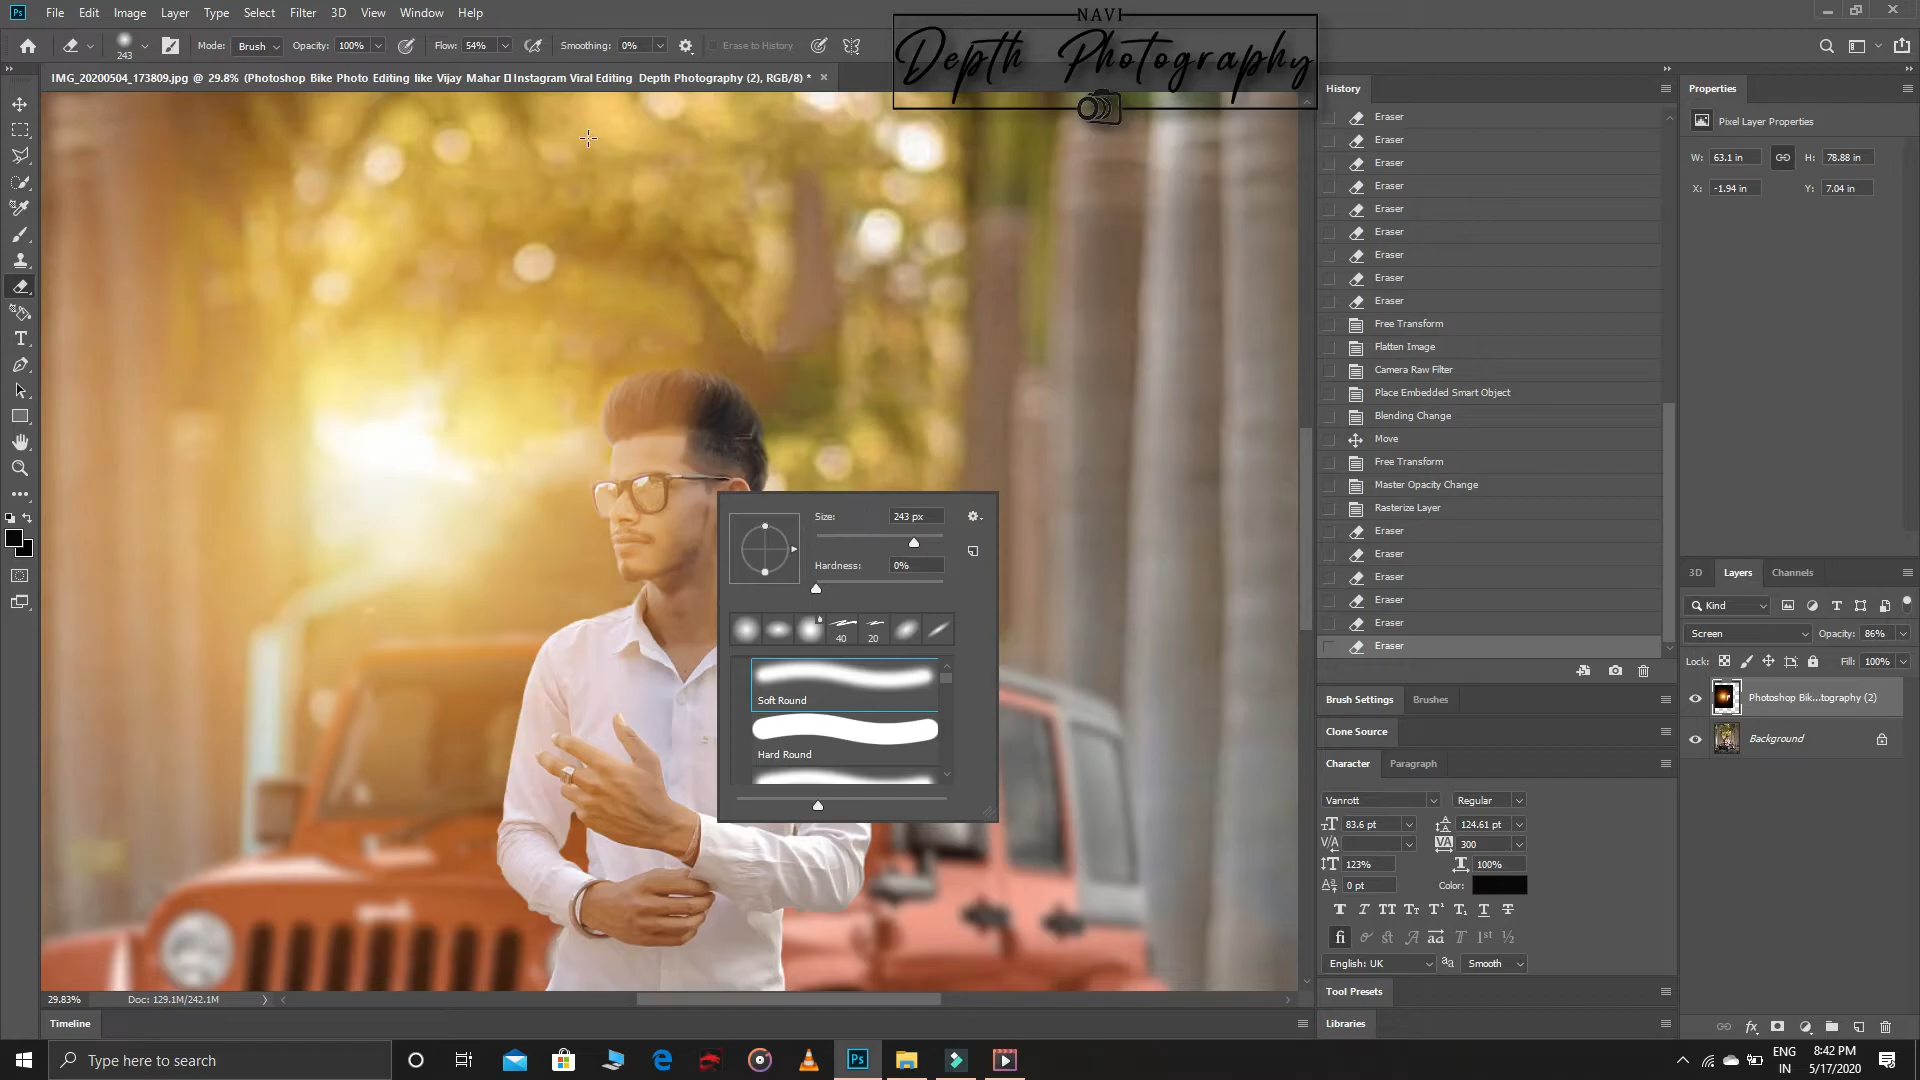 File Edit Image Layer Type Select Filter 3D View Window Help
NAVI
Depth Photography
243 Mode: Brush Opacity: 100% Flow: 54% Smoothing: 0% Erase to History
IMG_20200504_173809.jpg @ 29.8% (Photoshop Bike Photo Editing like Vijay Mahar Instagram Viral Editing Depth Photography (2), RGB/8) *
History
Eraser
Eraser
Eraser
Eraser
Eraser
Eraser
Eraser
Eraser
Eraser
Free Transform
Flatten Image
Camera Raw Filter
Place Embedded Smart Object
Blending Change
Move
Free Transform
Master Opacity Change
Rasterize Layer
Eraser
Eraser
Eraser
Eraser
Eraser
Eraser
Properties
Pixel Layer Properties
W: 63.1 in H: 78.88 in
X: -1.94 in Y: 7.04 in
Size: 243 px
Hardness: 0%
40 20
Soft Round
Hard Round
3D Layers Channels
Kind
Screen Opacity: 86%
Lock: Fill: 100%
Photoshop Bik...tography (2)
Background
Brush Settings Brushes
Clone Source
Character Paragraph
Vanrott Regular
83.6 pt 124.61 pt
300
123% 100%
0 pt Color:
English: UK Smooth
Tool Presets
Libraries
29.83% Doc: 129.1M/242.1M
Timeline
Type here to search
ENG
IN
8:42 PM
5/17/2020